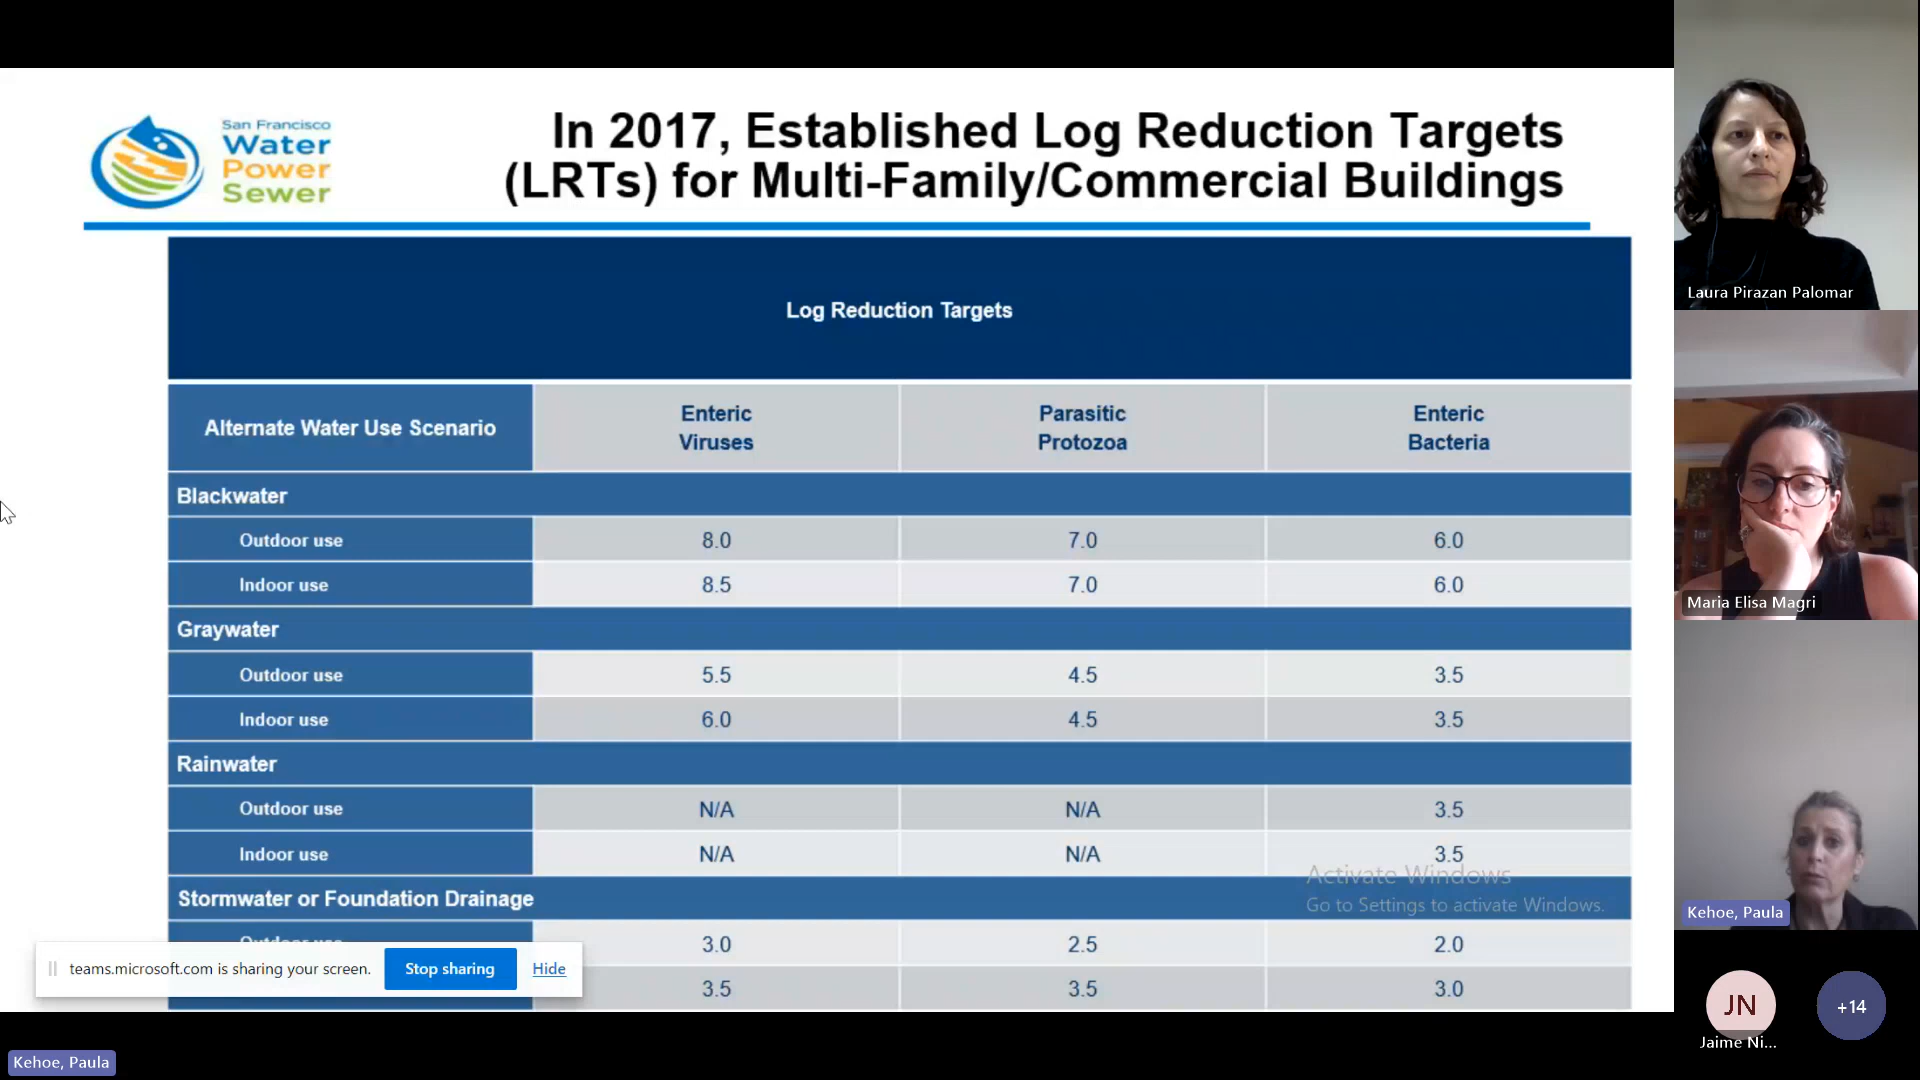 San Francisco
Water
Power
Sewer
In 2017, Established Log Reduction Targets
(LRTs) for Multi-Family/Commercial Buildings
Log Reduction Targets
Alternate Water Use Scenario
Enteric
Viruses
Parasitic
Protozoa
Enteric
Bacteria
Blackwater
Outdoor use 8.0 7.0 6.0
Indoor use 8.5 7.0 6.0
Graywater
Outdoor use 5.5 4.5 3.5
Indoor use 6.0 4.5 3.5
Rainwater
Outdoor use N/A N/A 3.5
Indoor use N/A N/A 3.5
Stormwater or Foundation Drainage
Outdoor use 3.0 2.5 2.0
3.5 3.5 3.0
Activate Windows
Go to Settings to activate Windows.
teams.microsoft.com is sharing your screen. Stop sharing Hide
Kehoe, Paula
Laura Pirazan Palomar
Maria Elisa Magri
Kehoe, Paula
JN
Jaime Ni...
+14